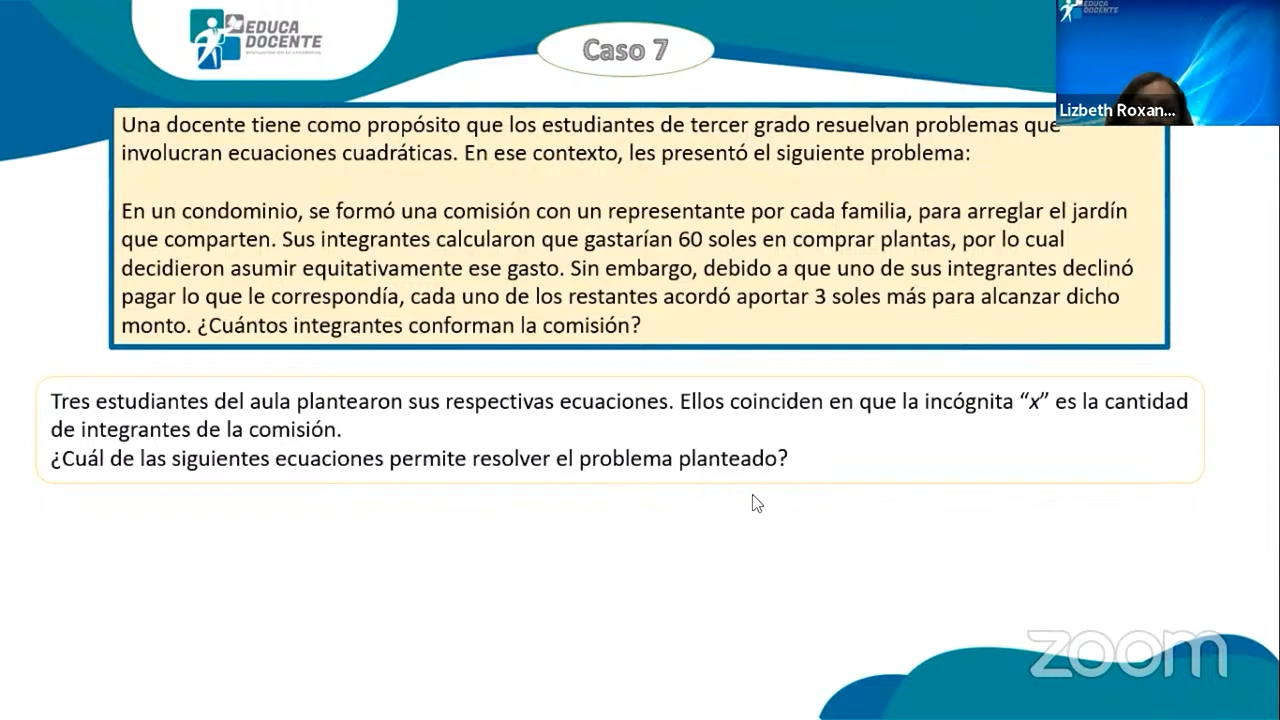 EDUCA
DOCENTE
Caso 7
DOCENTE
Lizbeth Roxan...
Una docente tiene como propósito que los estudiantes de tercer grado resuelvan problemas que
involucran ecuaciones cuadráticas. En ese contexto, les presentó el siguiente problema:
En un condominio, se formó una comisión con un representante por cada familia, para arreglar el jardín
que comparten. Sus integrantes calcularon que gastarían 60 soles en comprar plantas, por lo cual
decidieron asumir equitativamente ese gasto. Sin embargo, debido a que uno de sus integrantes declinó
pagar lo que le correspondía, cada uno de los restantes acordó aportar 3 soles más para alcanzar dicho
monto. ¿Cuántos integrantes conforman la comisión?
Tres estudiantes del aula plantearon sus respectivas ecuaciones. Ellos coinciden en que la incógnita “x” es la cantidad
de integrantes de la comisión.
¿Cuál de las siguientes ecuaciones permite resolver el problema planteado?
zoom